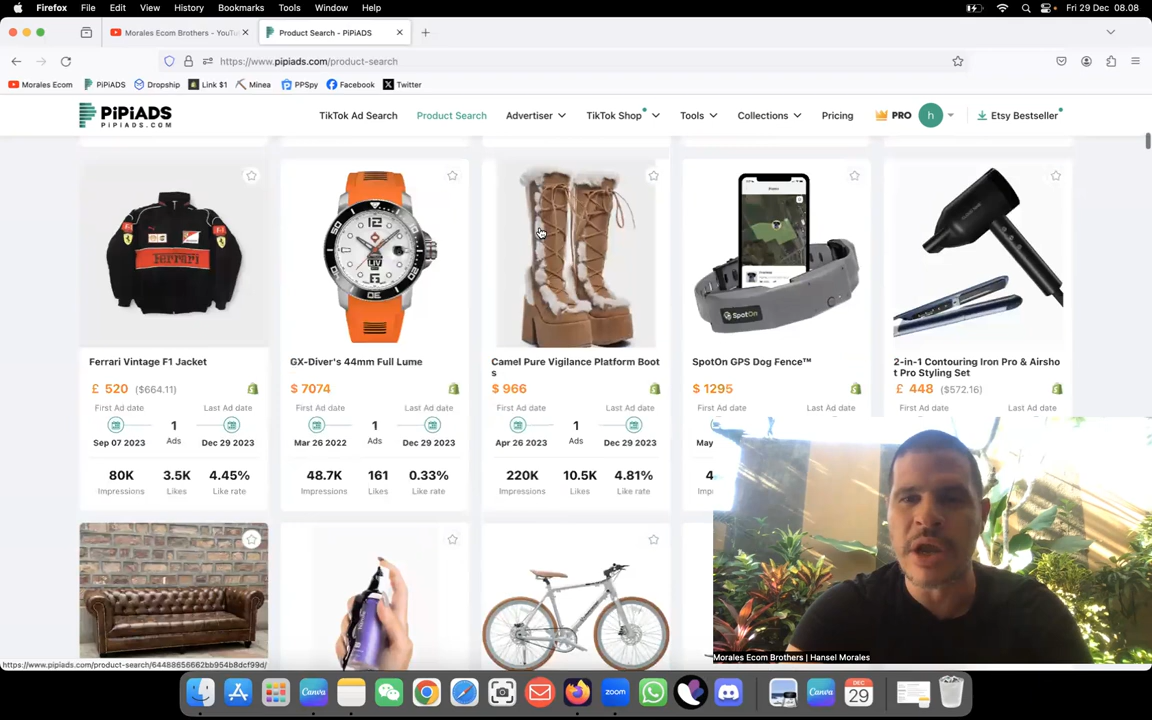 Firefox File Edit View History Bookmarks Tools Window Help Fri 29 Dec 08.08
Morales Ecom Brothers - YouTu
Product Search - PiPiADS
https://www.pipiads.com/product-search
Morales Ecom PiPiADS Dropship Link $1 Minea PPSpy Facebook Twitter
PiPiADS
PIPIADS.COM
TikTok Ad Search Product Search Advertiser TikTok Shop Tools Collections Pricing PRO h Etsy Bestseller
SpotOn
Ferrari Vintage F1 Jacket
£ 520 ($664.11)
First Ad date Last Ad date
1
Ads
Sep 07 2023 Dec 29 2023
80K 3.5K 4.45%
Impressions Likes Like rate
GX-Diver's 44mm Full Lume
$ 7074
First Ad date Last Ad date
1
Ads
Mar 26 2022 Dec 29 2023
48.7K 161 0.33%
Impressions Likes Like rate
Camel Pure Vigilance Platform Boot
s
$ 966
First Ad date Last Ad date
1
Ads
Apr 26 2023 Dec 29 2023
220K 10.5K 4.81%
Impressions Likes Like rate
SpotOn GPS Dog Fence™
$ 1295
First Ad date Last Ad date
May
4
Impressions
2-in-1 Contouring Iron Pro & Airsho
t Pro Styling Set
£ 448 ($572.16)
First Ad date Last Ad date
Morales Ecom Brothers | Hansel Morales
https://www.pipiads.com/product-search/64488656662bb954b8dcf99d/
zoom
DEC
29